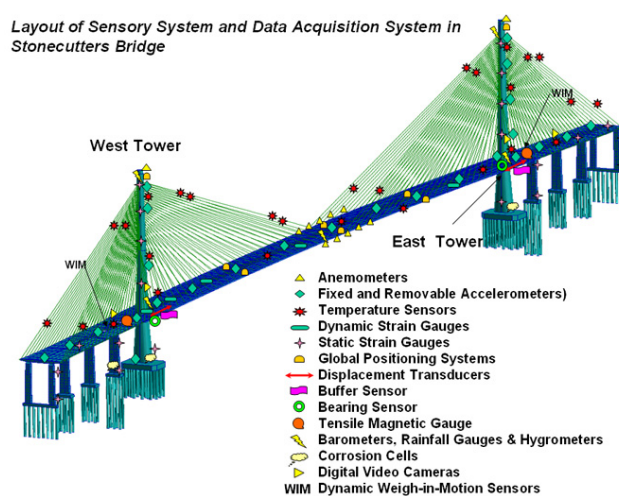 Layout of Sensory System and Data Acquisition System in
Stonecutters Bridge
WIM
West Tower
East Tower
WIM
Anemometers
Fixed and Removable Accelerometers)
Temperature Sensors
Dynamic Strain Gauges
Static Strain Gauges
Global Positioning Systems
Displacement Transducers
Buffer Sensor
Bearing Sensor
Tensile Magnetic Gauge
Barometers, Rainfall Gauges & Hygrometers
Corrosion Cells
Digital Video Cameras
WIM Dynamic Weigh-in-Motion Sensors